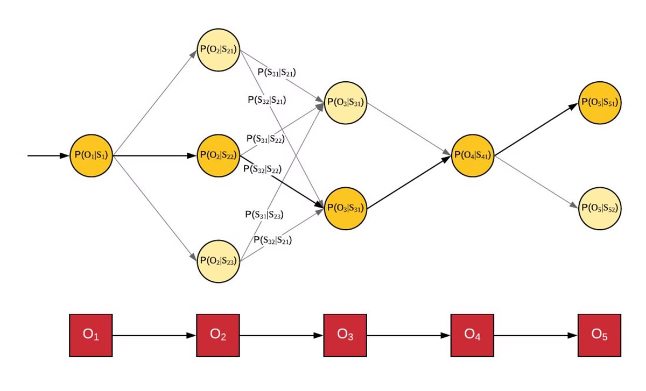 P(O₂|S₂₁)
P(S₃₁|S₂₁)
P(S₃₂|S₂₁)
P(O₃|S₃₁)
P(O₅|S₅₁)
P(S₃₁|S₂₂)
P(O₁|S₁)
P(O₂|S₂₂)
P(O₄|S₄₁)
P(S₃₂|S₂₂)
P(O₃|S₃₁)
P(O₅|S₅₂)
P(S₃₁|S₂₃)
P(S₃₂|S₂₁)
P(O₂|S₂₃)
O₁ O₂ O₃ O₄ O₅